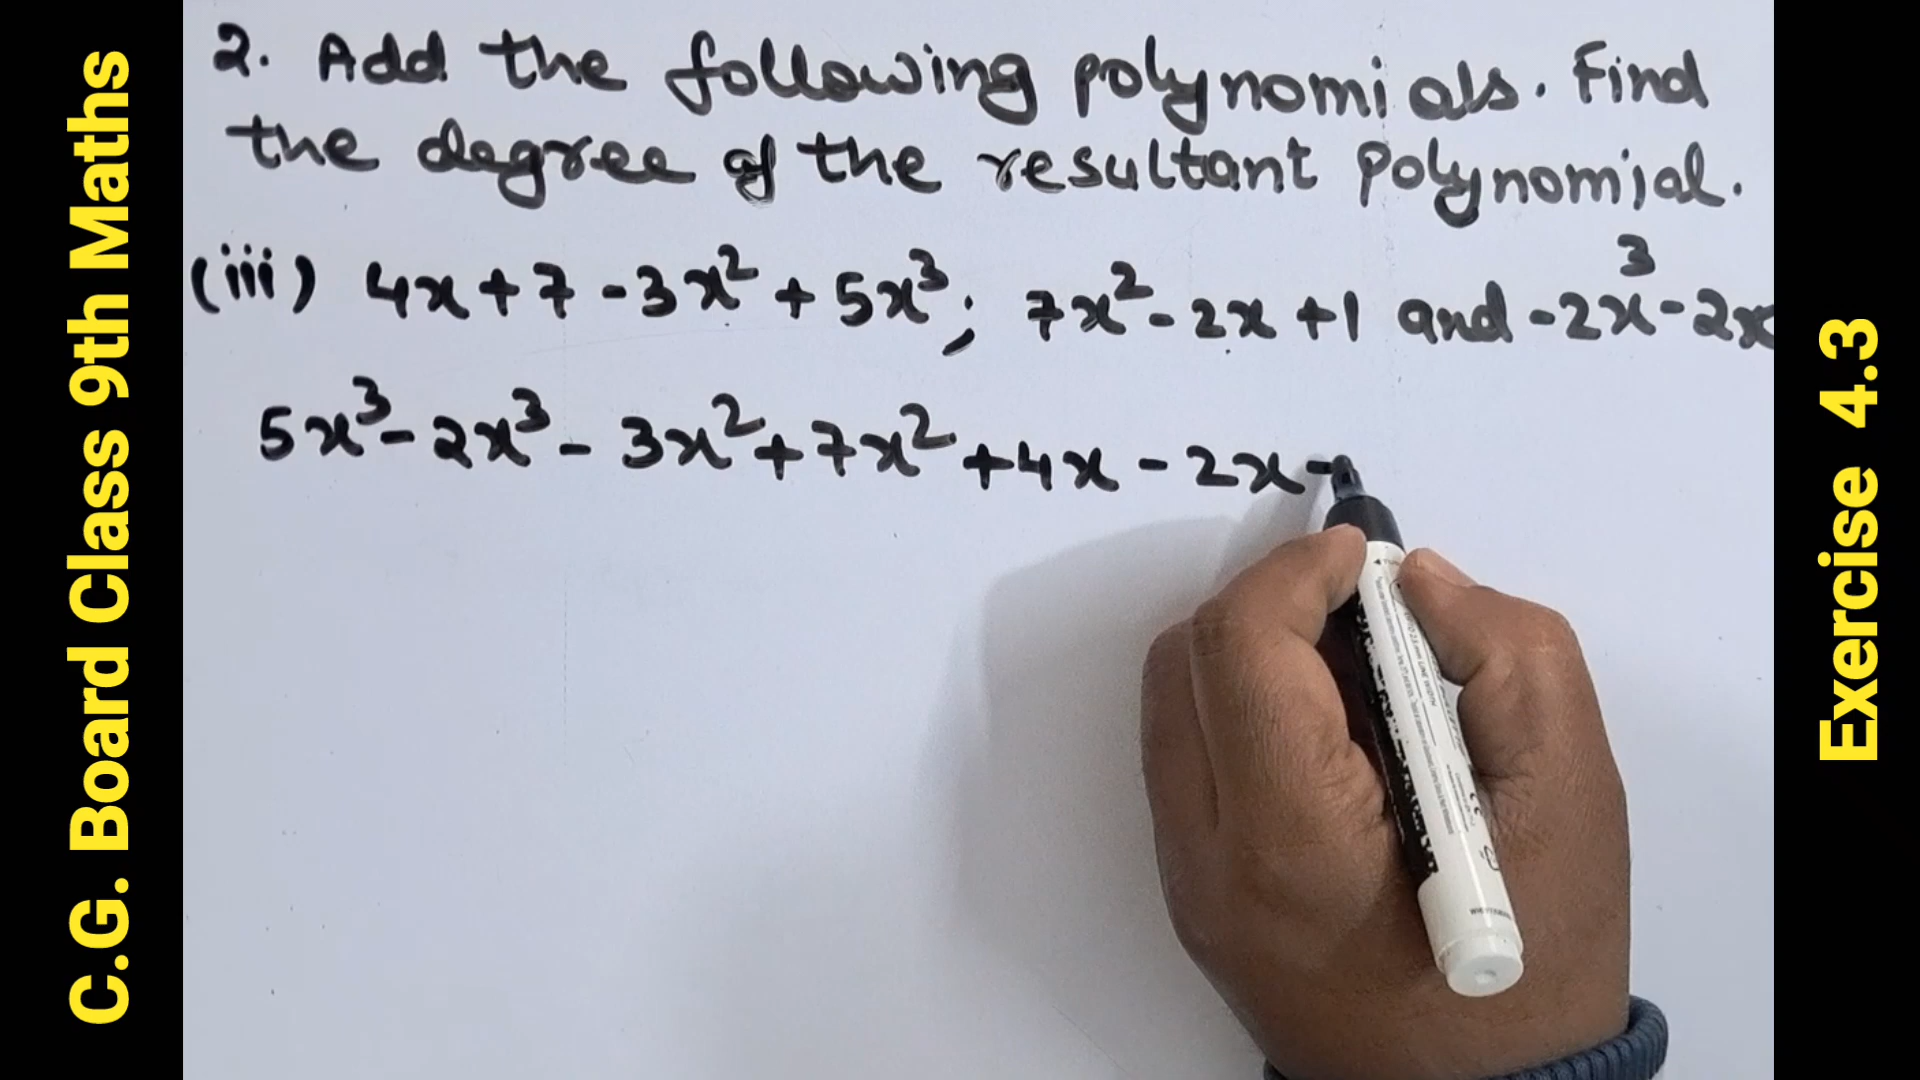 C.G. Board Class 9th Maths
2. Add the following polynomials. Find
the degree of the resultant polynomial.
(iii) 4x + 7 - 3x² + 5x³; 7x² - 2x + 1 and -2x³ - 2x
5x³ - 2x³ - 3x² + 7x² + 4x - 2x -
Exercise 4.3